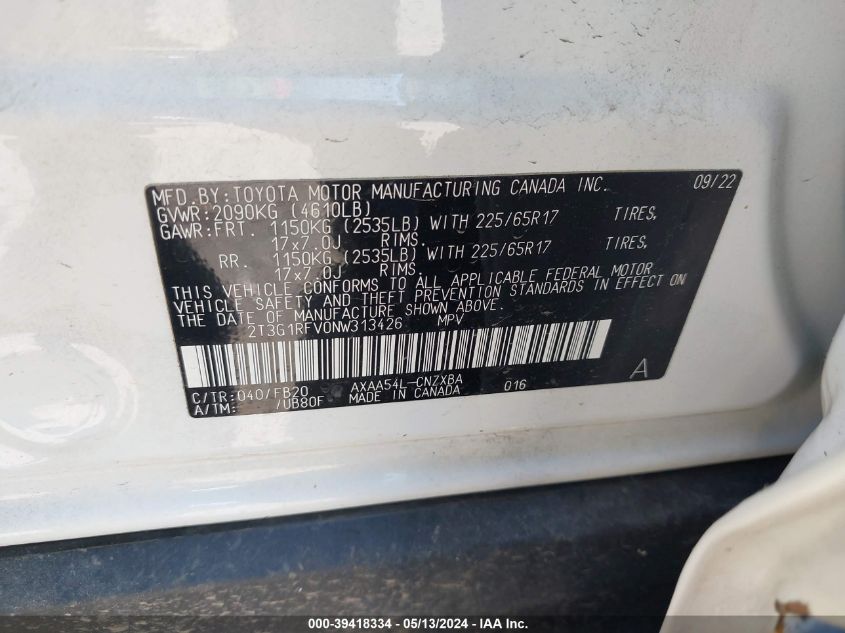 MFD. BY: TOYOTA MOTOR MANUFACTURING CANADA INC. 09/22
GVWR: 2090KG (4610LB)
GAWR: FRT. 1150KG (2535LB) WITH 225/65R17 TIRES.
17x7.0J RIMS.
RR. 1150KG (2535LB) WITH 225/65R17 TIRES.
17x7.0J RIMS.
THIS VEHICLE CONFORMS TO ALL APPLICABLE FEDERAL MOTOR
VEHICLE SAFETY AND THEFT PREVENTION STANDARDS IN EFFECT ON
THE DATE OF MANUFACTURE SHOWN ABOVE.
2T3G1RFV0NW313426 MPV
C/TR: 040/FB20 AXAA54L-CNZXBA 016 A
A/TM: /UB80F MADE IN CANADA
000-39418334 - 05/13/2024 - IAA Inc.